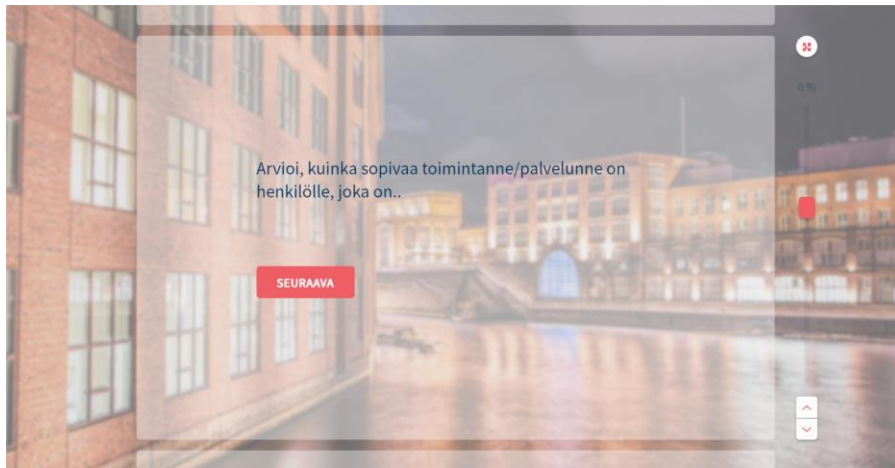 0 %
Arvioi, kuinka sopivaa toimintanne/palvelunne on
henkilölle, joka on..
SEURAAVA